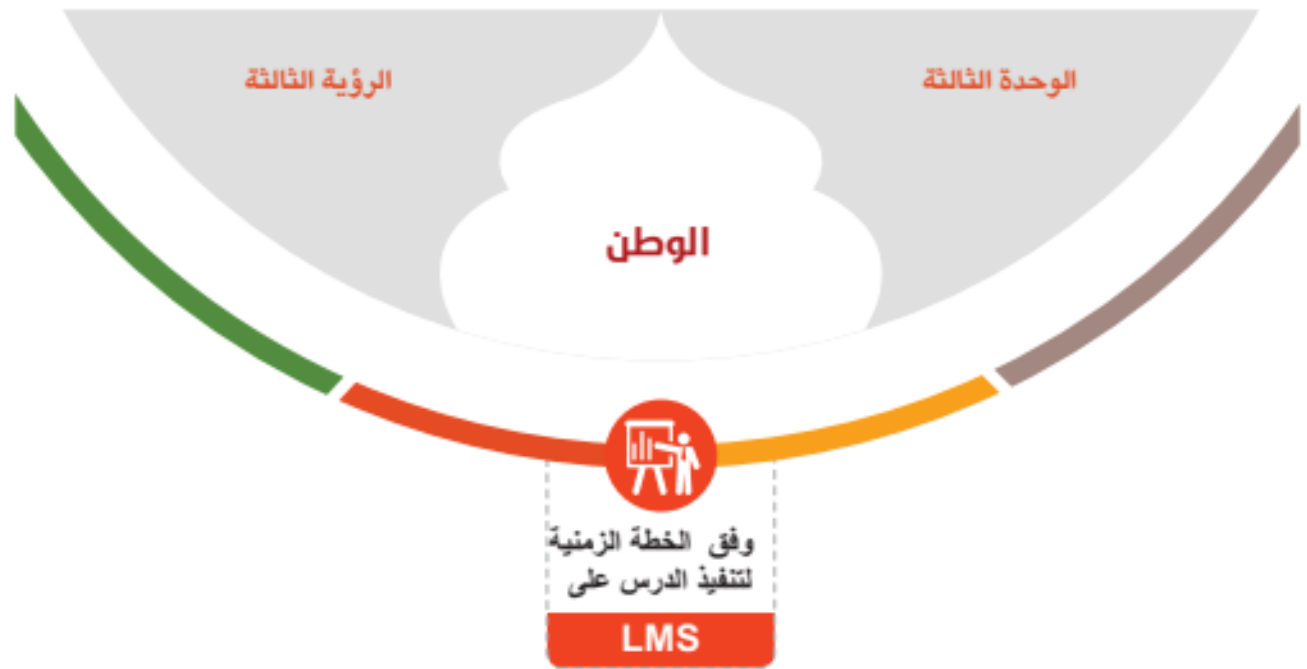 الوحدة الثالثة
الرؤية الثالثة
الوطن
وفق الخطة الزمنية
لتنفيذ الدرس على
LMS